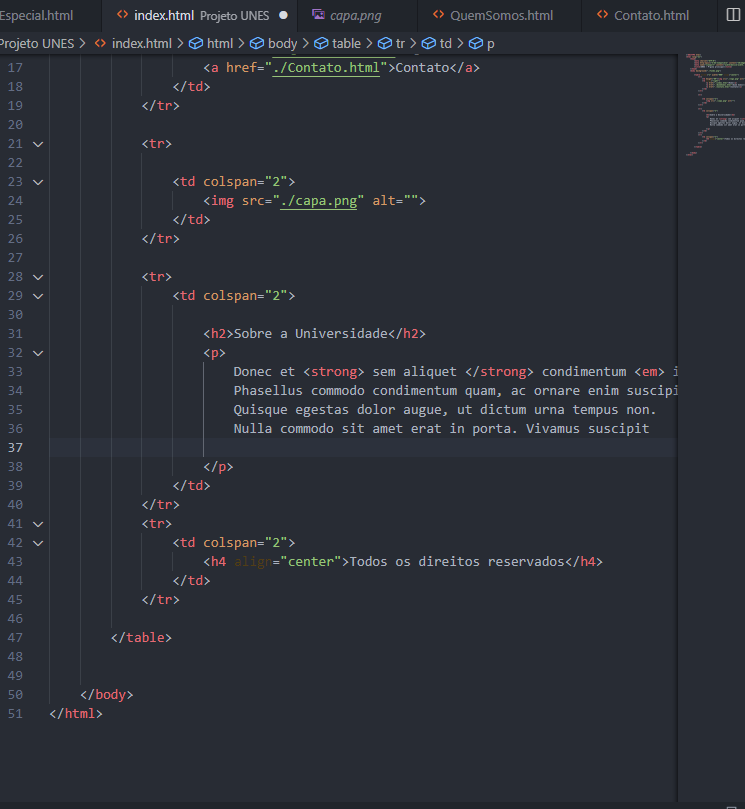 Especial.html index.html Projeto UNES capa.png QuemSomos.html Contato.html
Projeto UNES > index.html > html > body > table > tr > td > p
17 <a href="./Contato.html">Contato</a>
18 </td>
19 </tr>
20
21 <tr>
22
23 <td colspan="2">
24 <img src="./capa.png" alt="">
25 </td>
26 </tr>
27
28 <tr>
29 <td colspan="2">
30
31 <h2>Sobre a Universidade</h2>
32 <p>
33 Donec et <strong> sem aliquet </strong> condimentum <em> i
34 Phasellus commodo condimentum quam, ac ornare enim suscipi
35 Quisque egestas dolor augue, ut dictum urna tempus non.
36 Nulla commodo sit amet erat in porta. Vivamus suscipit
37
38 </p>
39 </td>
40 </tr>
41 <tr>
42 <td colspan="2">
43 <h4 align="center">Todos os direitos reservados</h4>
44 </td>
45 </tr>
46
47 </table>
48
49
50 </body>
51 </html>